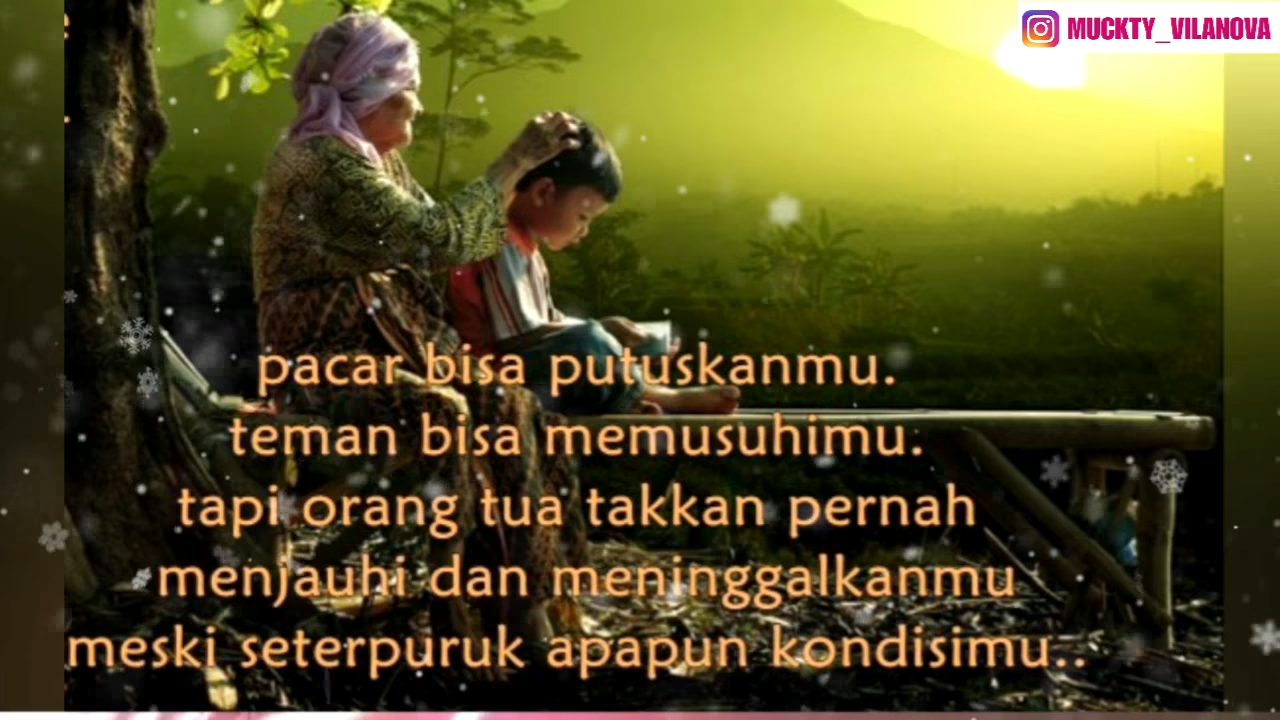 MUCKTY_VILANOVA
pacar bisa putuskanmu.
teman bisa memusuhimu.
tapi orang tua takkan pernah
menjauhi dan meninggalkanmu
meski seterpuruk apapun kondisimu..